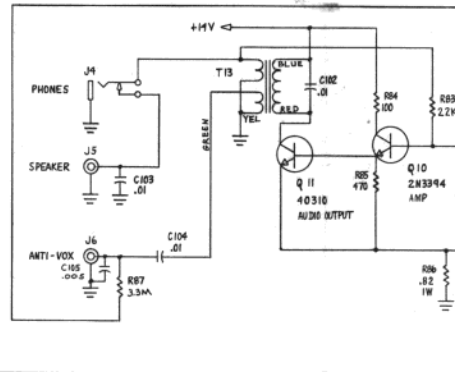 +14V
J4
PHONES
T13
BLUE
C102
.01
RED
YEL
GREEN
R84
100
R83
2.2K
J5
SPEAKER
C103
.01
Q11
40310
AUDIO OUTPUT
Q10
2N3394
AMP
R85
470
J6
ANTI-VOX
C105
.005
C104
.01
R87
3.3M
R86
.82
1W